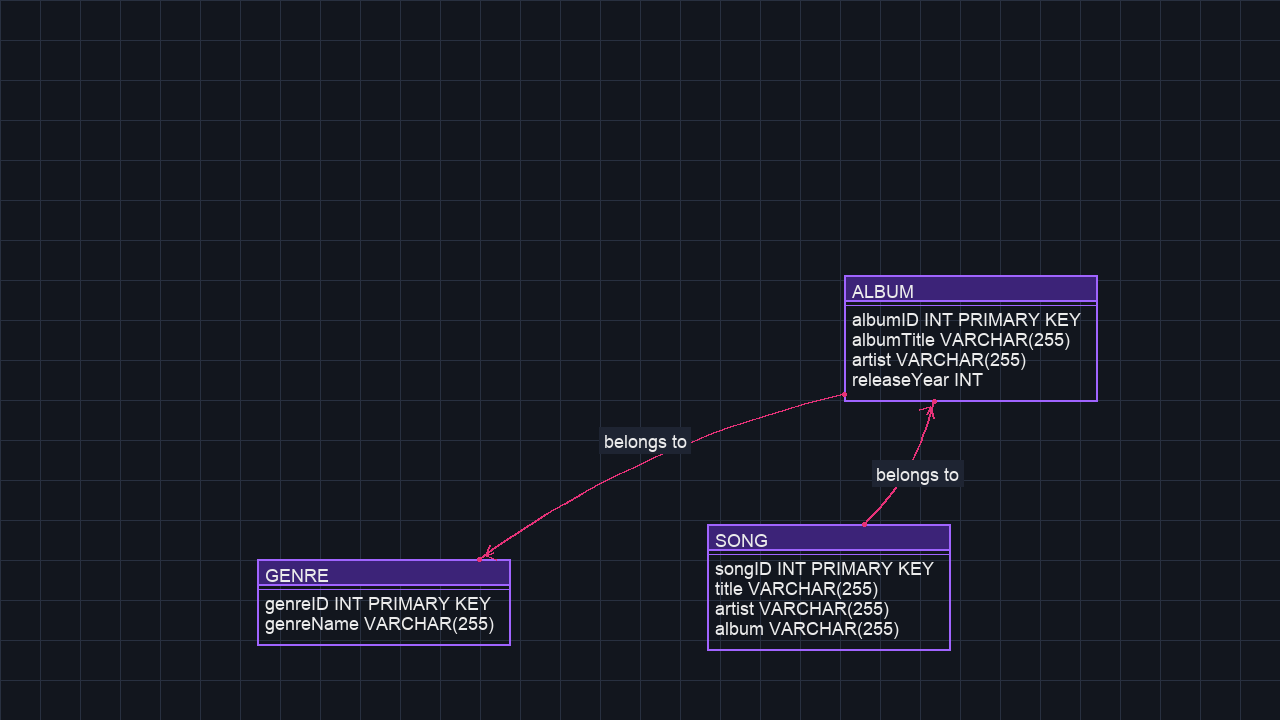 ALBUM
albumID INT PRIMARY KEY
albumTitle VARCHAR(255)
artist VARCHAR(255)
releaseYear INT
belongs to
belongs to
SONG
songID INT PRIMARY KEY
title VARCHAR(255)
artist VARCHAR(255)
album VARCHAR(255)
GENRE
genreID INT PRIMARY KEY
genreName VARCHAR(255)